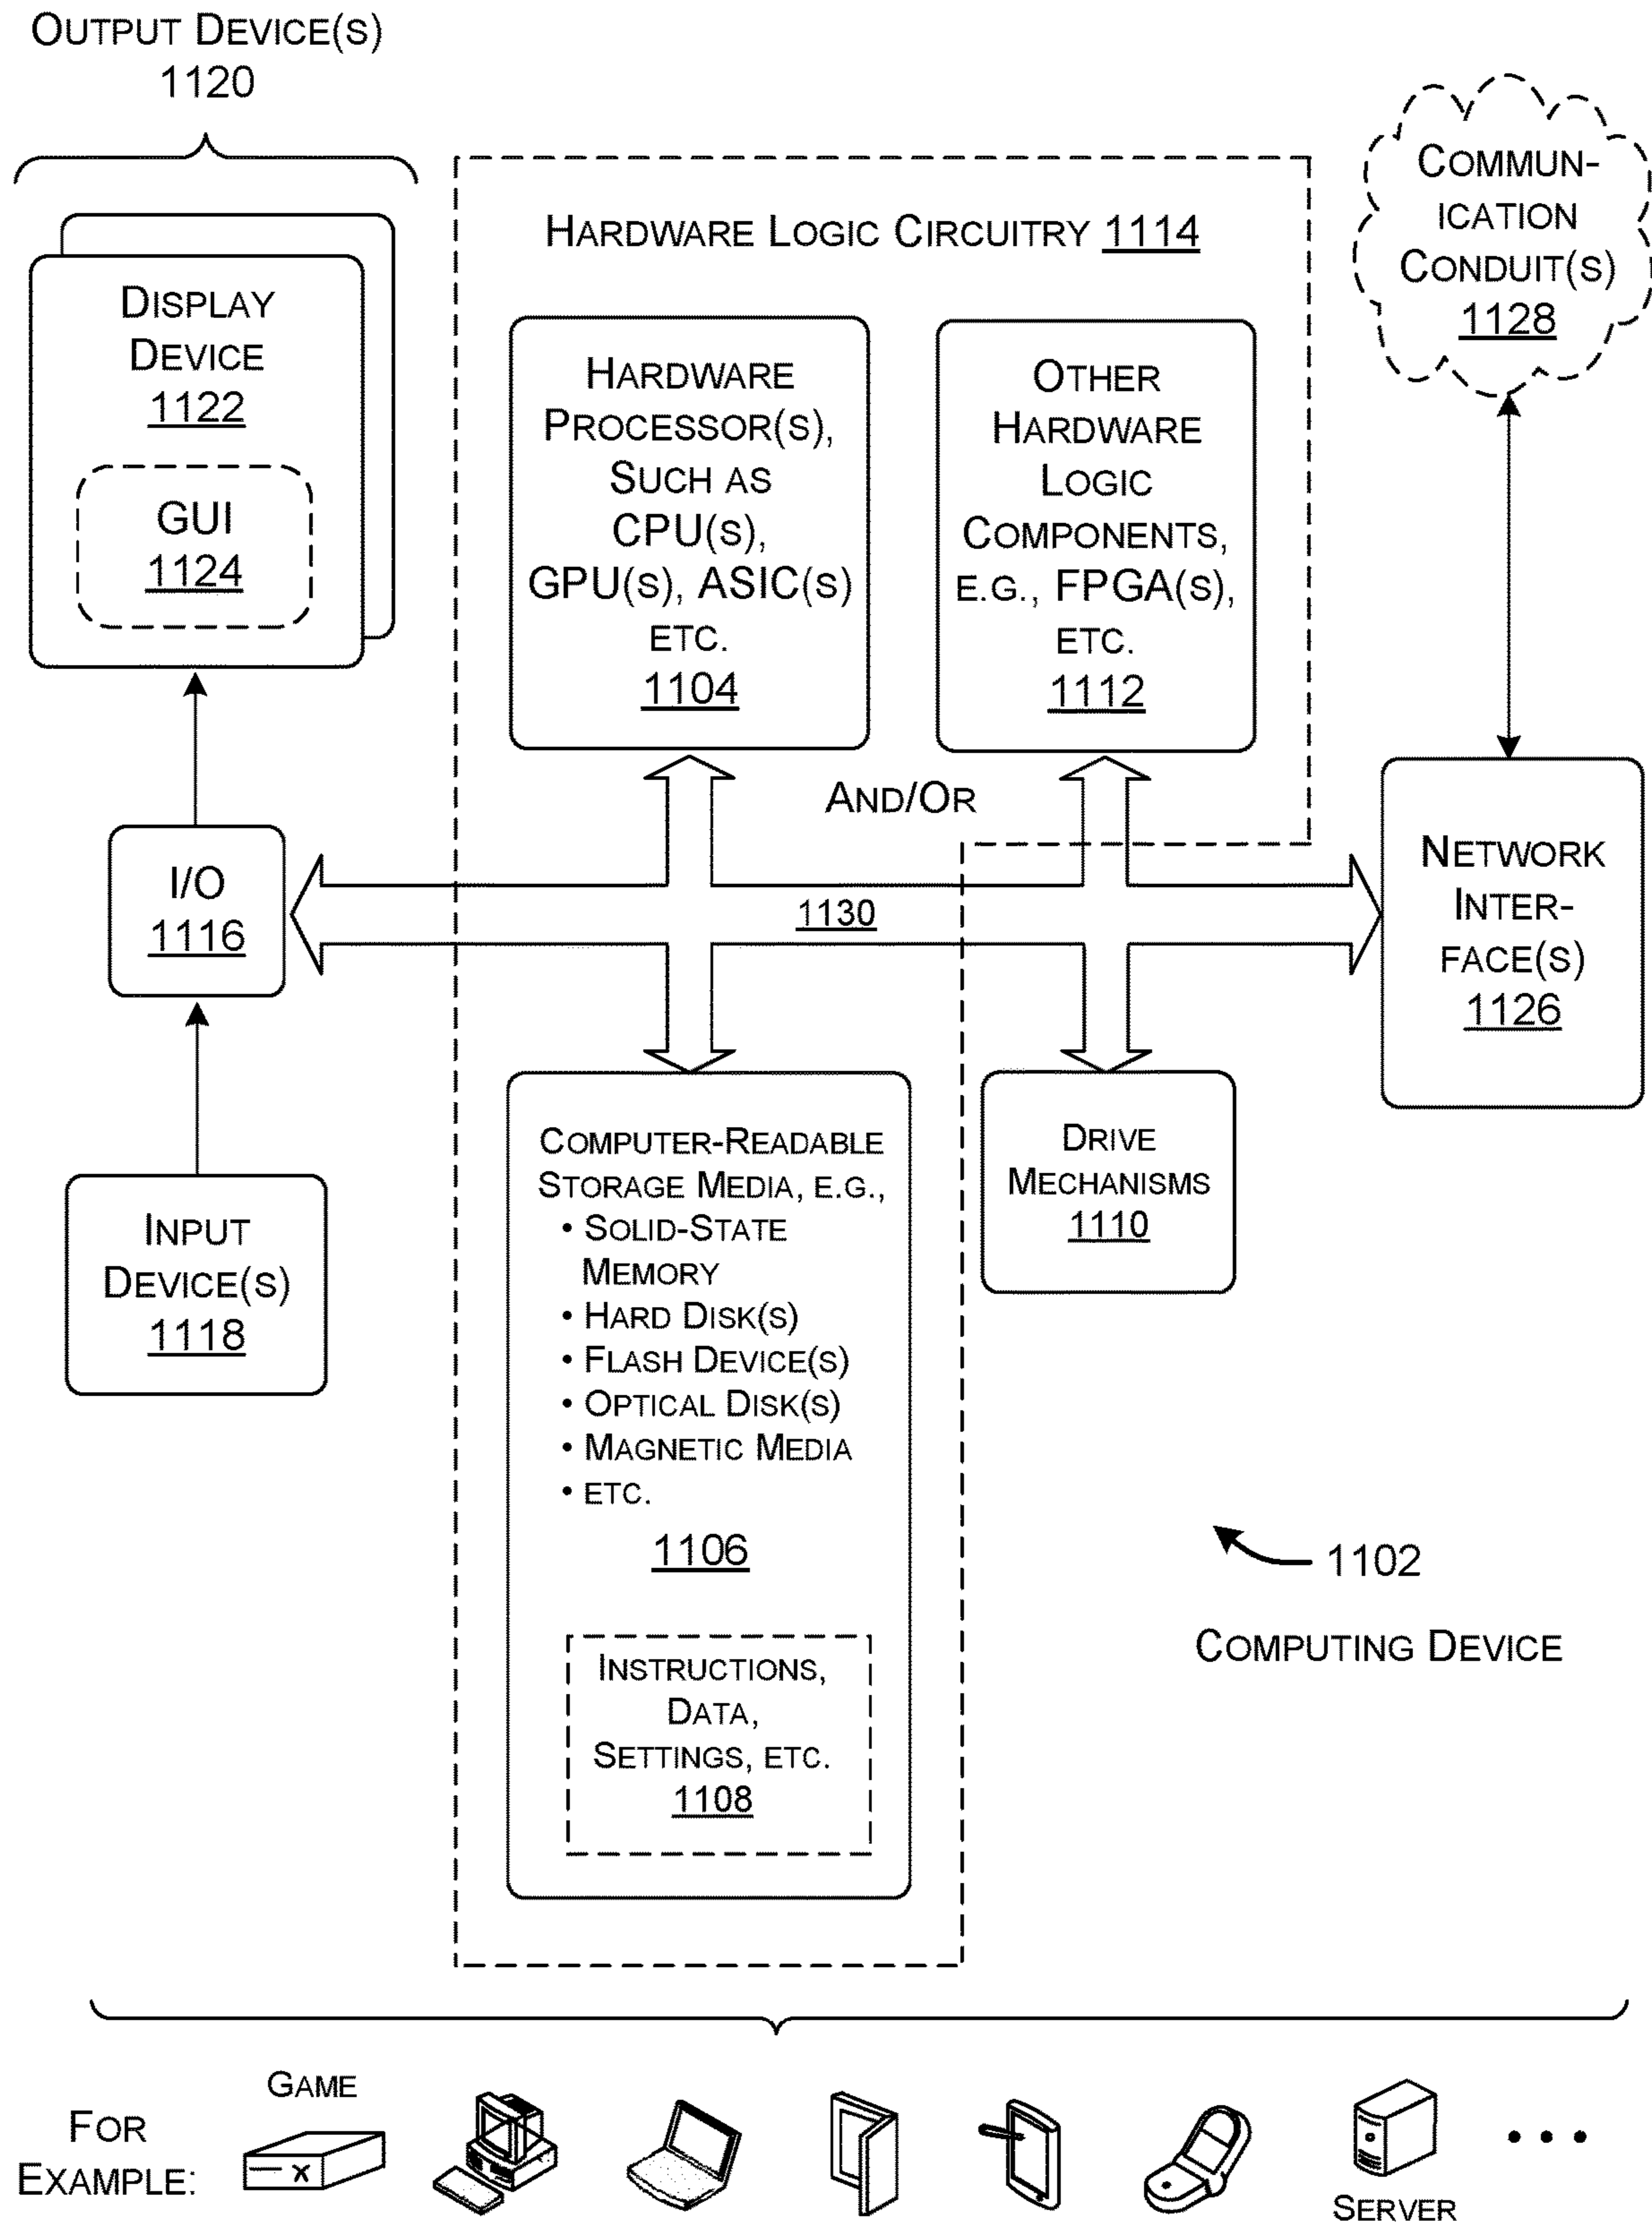 OUTPUT DEVICE(S)
1120
DISPLAY
DEVICE
1122
GUI
1124
I/O
1116
INPUT
DEVICE(S)
1118
HARDWARE LOGIC CIRCUITRY 1114
HARDWARE
PROCESSOR(S),
SUCH AS
CPU(S),
GPU(S), ASIC(S)
ETC.
1104
OTHER
HARDWARE
LOGIC
COMPONENTS,
E.G., FPGA(S),
ETC.
1112
AND/OR
1130
COMPUTER-READABLE
STORAGE MEDIA, E.G.,
• SOLID-STATE
MEMORY
• HARD DISK(S)
• FLASH DEVICE(S)
• OPTICAL DISK(S)
• MAGNETIC MEDIA
• ETC.
1106
INSTRUCTIONS,
DATA,
SETTINGS, ETC.
1108
DRIVE
MECHANISMS
1110
COMMUN-
ICATION
CONDUIT(S)
1128
NETWORK
INTER-
FACE(S)
1126
1102
COMPUTING DEVICE
FOR
EXAMPLE:
GAME
X
SERVER
• • •